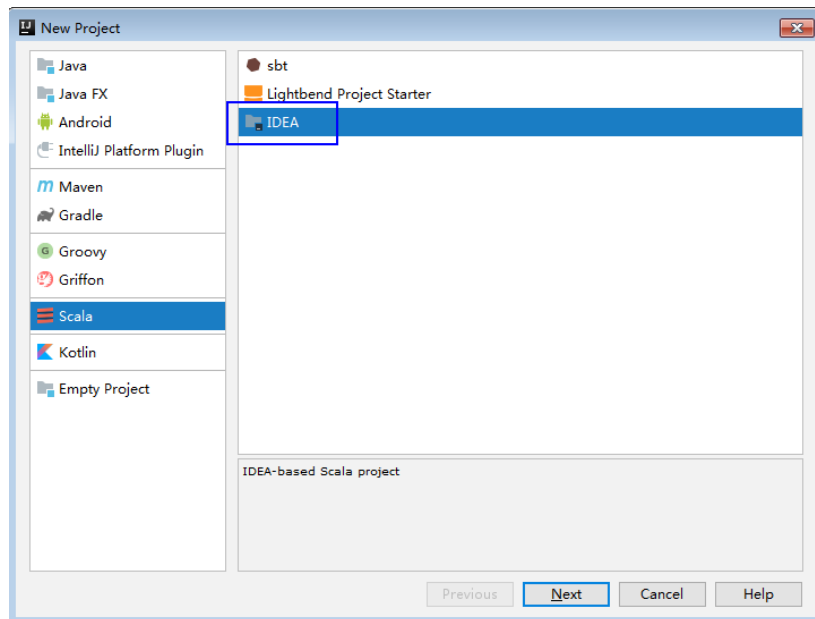 New Project
Java
Java FX
Android
IntelliJ Platform Plugin
Maven
Gradle
Groovy
Griffon
Scala
Kotlin
Empty Project
sbt
Lightbend Project Starter
IDEA
IDEA-based Scala project
Previous Next Cancel Help